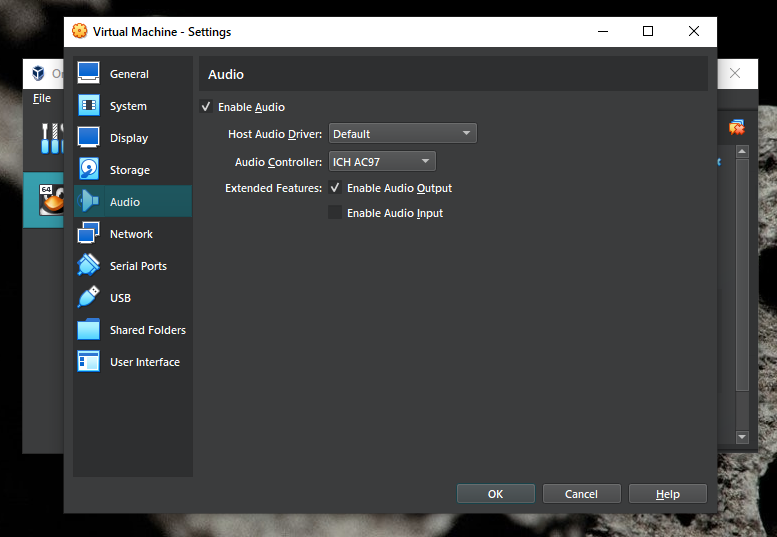 Virtual Machine - Settings
File
64
General
System
Display
Storage
Audio
Network
Serial Ports
USB
Shared Folders
User Interface
Audio
Enable Audio
Host Audio Driver: Default
Audio Controller: ICH AC97
Extended Features: Enable Audio Output
Enable Audio Input
OK Cancel Help